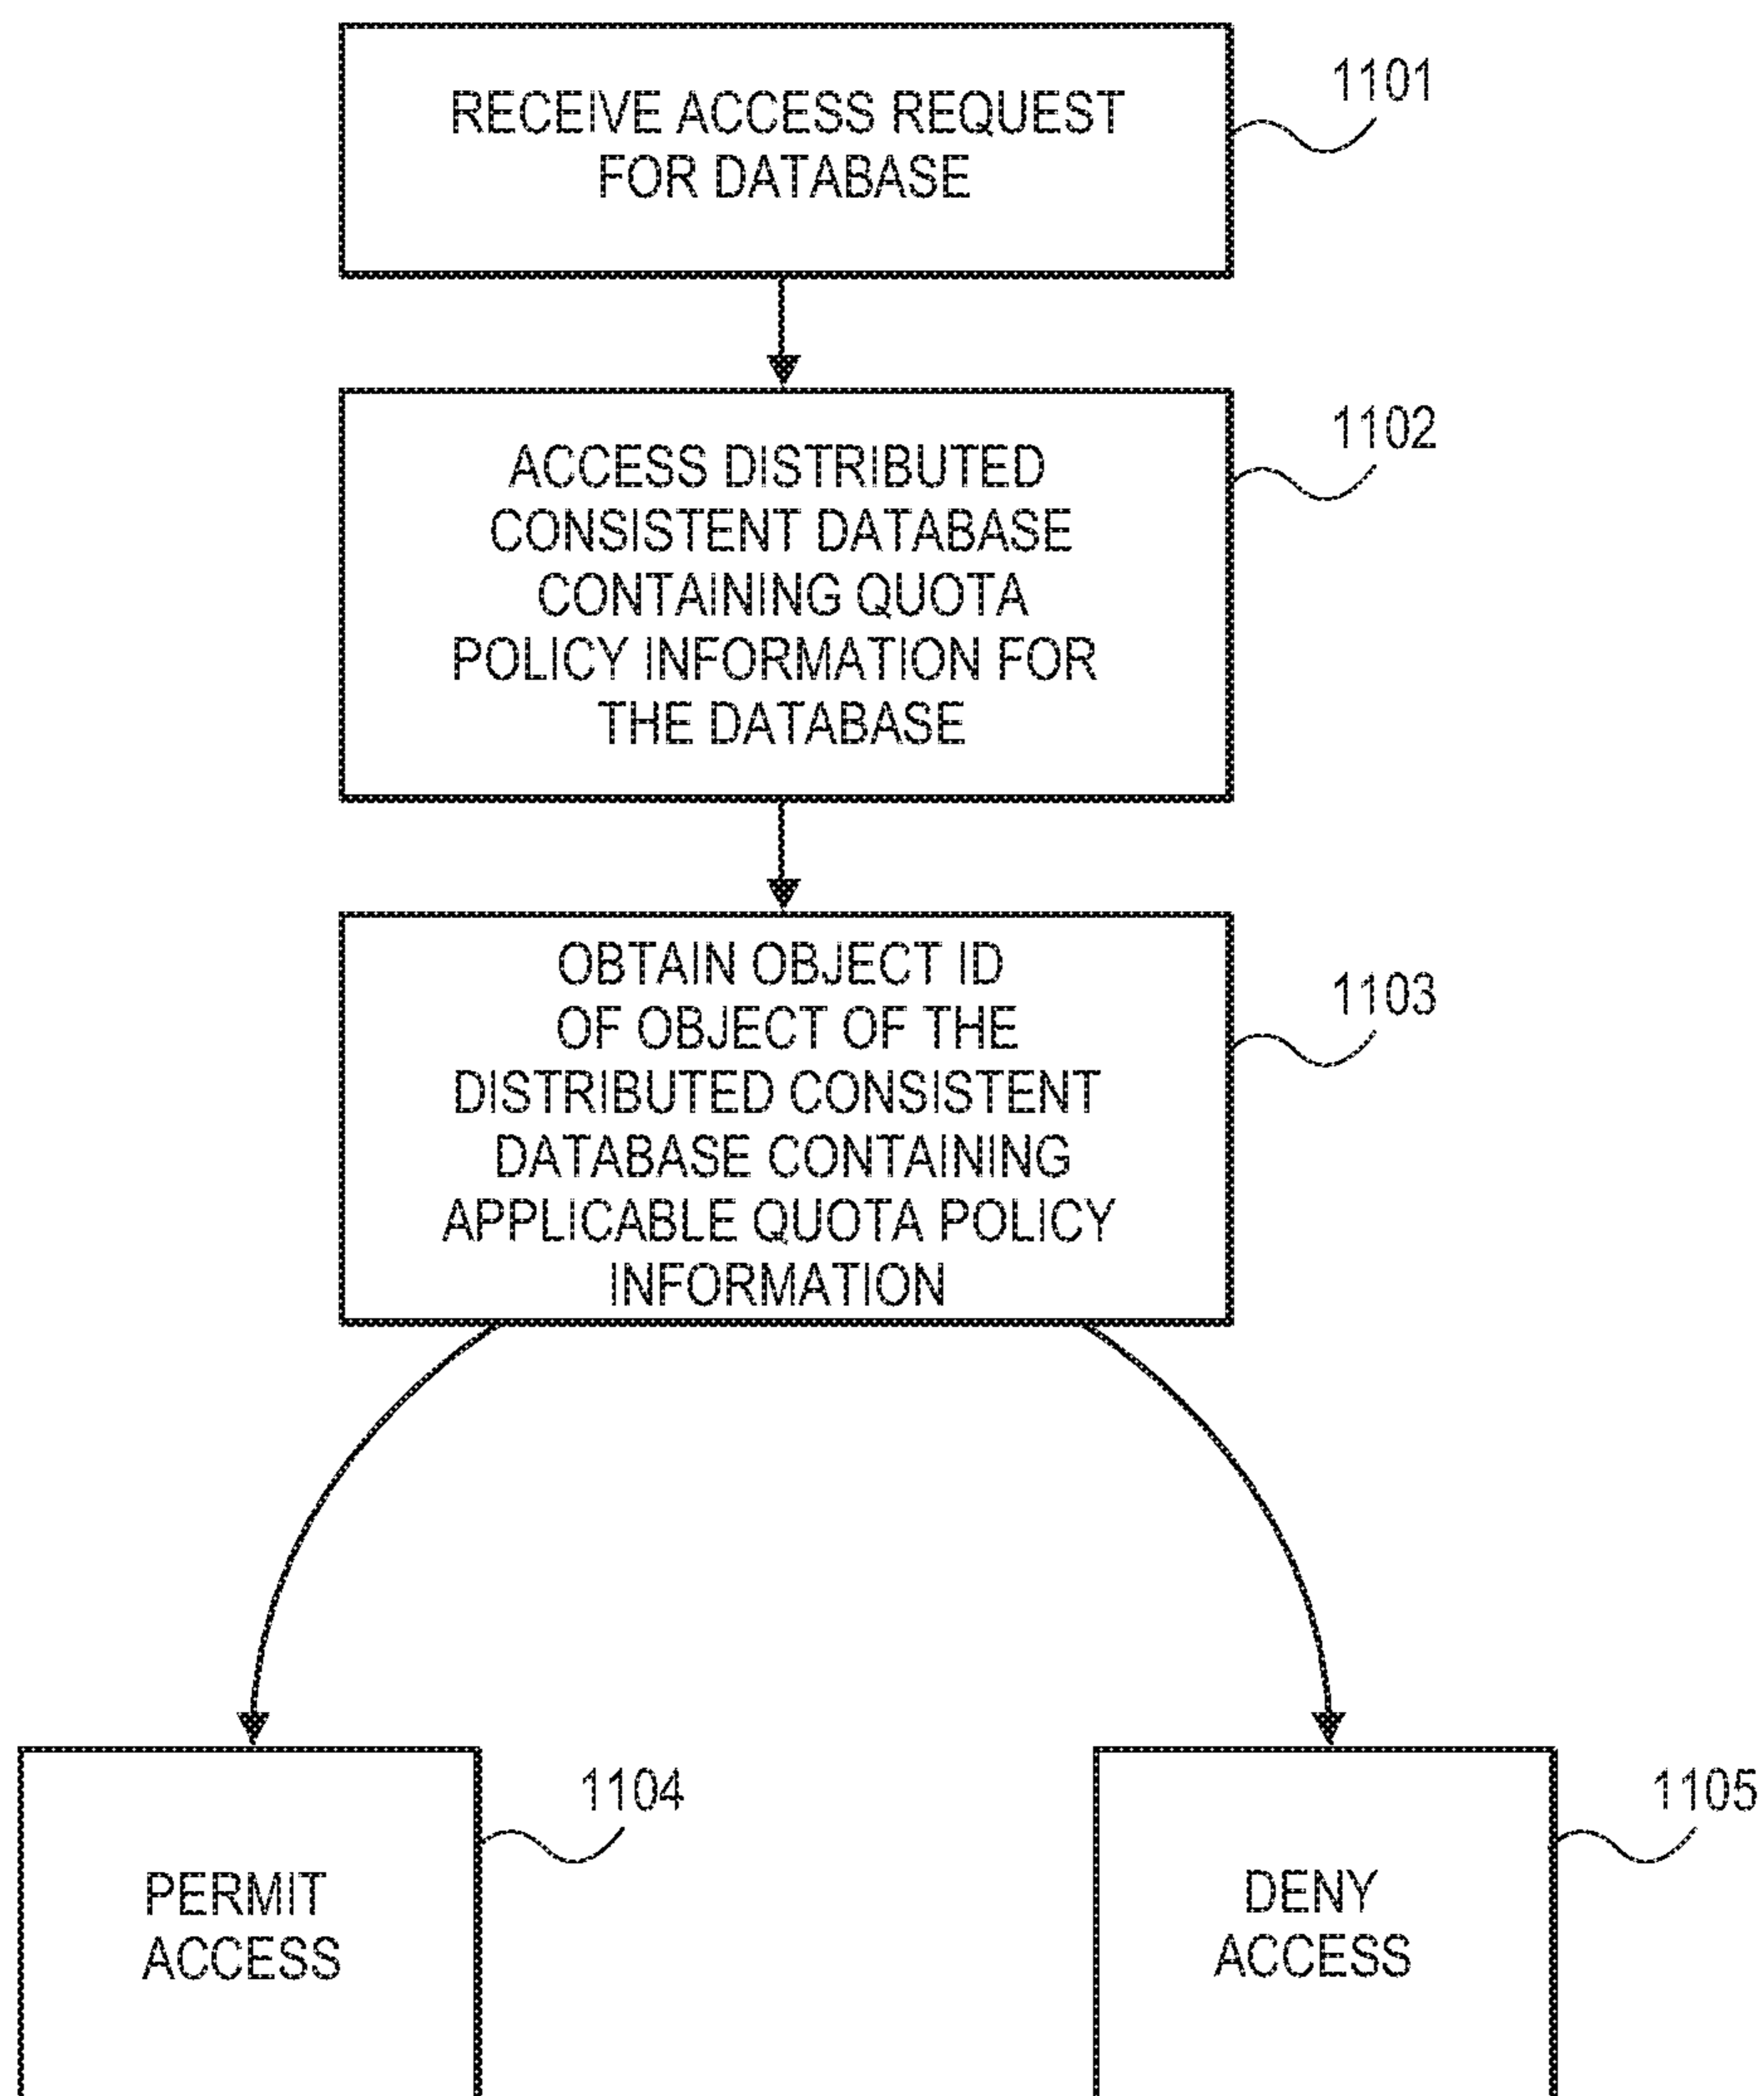 RECEIVE ACCESS REQUEST
FOR DATABASE
1101
ACCESS DISTRIBUTED
CONSISTENT DATABASE
CONTAINING QUOTA
POLICY INFORMATION FOR
THE DATABASE
1102
OBTAIN OBJECT ID
OF OBJECT OF THE
DISTRIBUTED CONSISTENT
DATABASE CONTAINING
APPLICABLE QUOTA POLICY
INFORMATION
1103
PERMIT
ACCESS
1104
DENY
ACCESS
1105